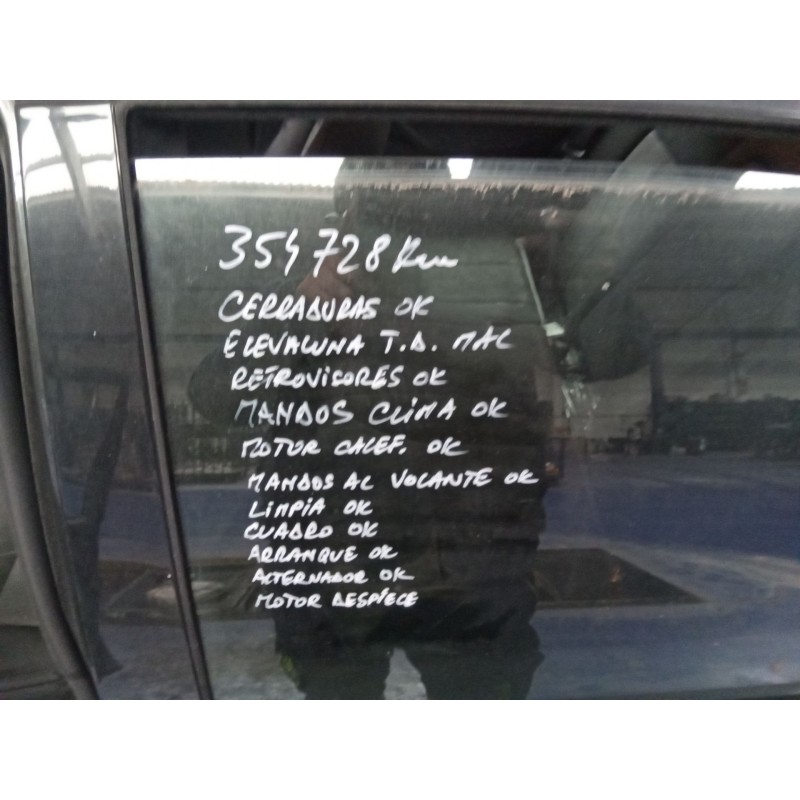 354728 Km
CERRADURAS OK
ELEVALUNA T.D. MAL
RETROVISORES OK
MANDOS CLIMA OK
MOTOR CALEF. OK
MANDOS AL VOLANTE OK
LIMPIA OK
CUADRO OK
ARRANQUE OK
ALTERNADOR OK
MOTOR DESPIECE